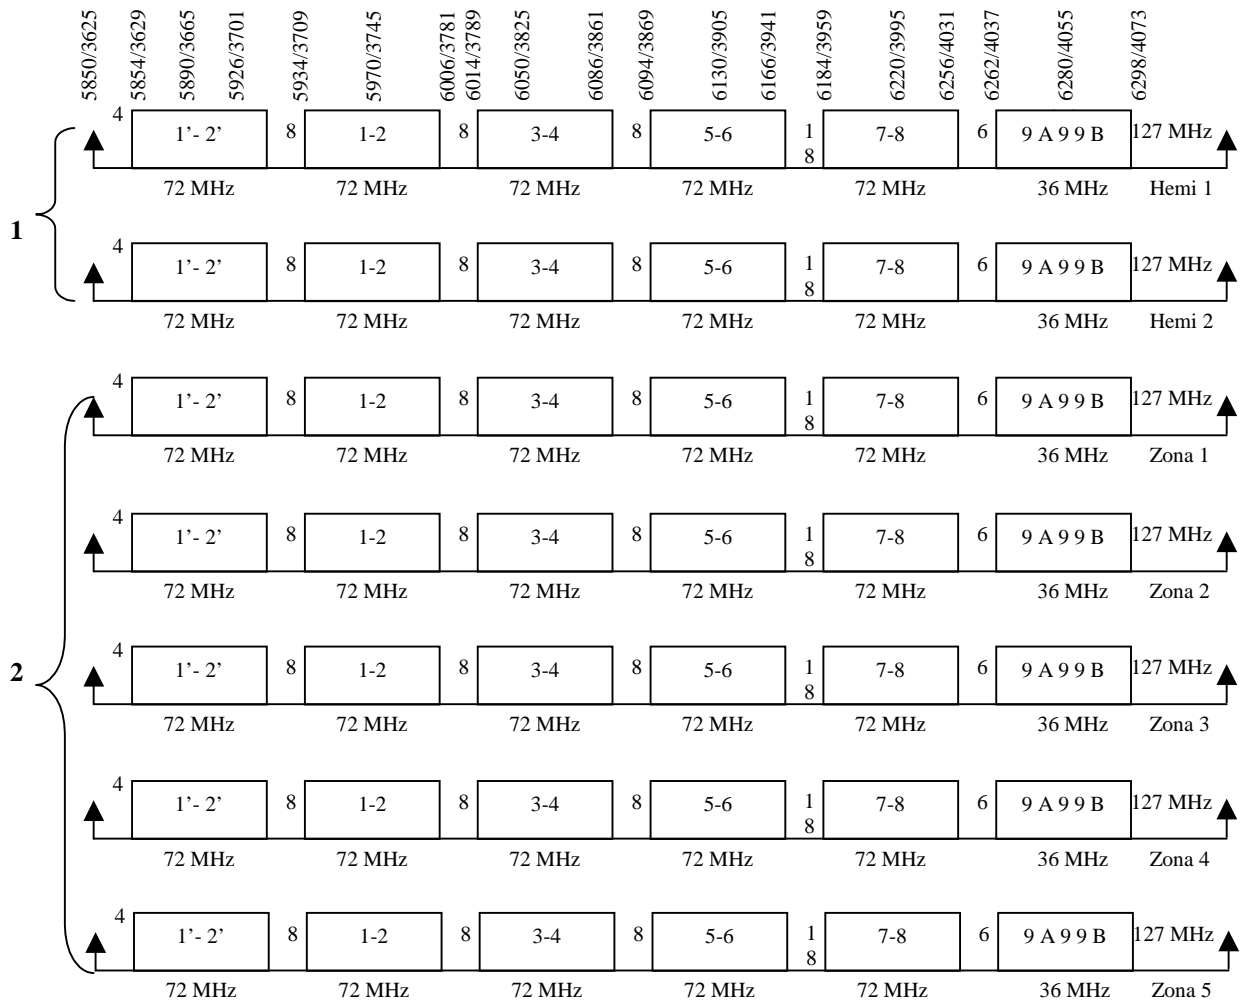 5850/3625 5854/3629 5890/3665 5926/3701 5934/3709 5970/3745 6006/3781 6014/3789 6050/3825 6086/3861 6094/3869 6130/3905 6166/3941 6184/3959 6220/3995 6256/4031 6262/4037 6280/4055 6298/4073
4 1’- 2’ 8 1-2 8 3-4 8 5-6 18 7-8 6 9 A 9 9 B 127 MHz
72 MHz 72 MHz 72 MHz 72 MHz 72 MHz 36 MHz Hemi 1
1
4 1’- 2’ 8 1-2 8 3-4 8 5-6 18 7-8 6 9 A 9 9 B 127 MHz
72 MHz 72 MHz 72 MHz 72 MHz 72 MHz 36 MHz Hemi 2
4 1’- 2’ 8 1-2 8 3-4 8 5-6 18 7-8 6 9 A 9 9 B 127 MHz
72 MHz 72 MHz 72 MHz 72 MHz 72 MHz 36 MHz Zona 1
4 1’- 2’ 8 1-2 8 3-4 8 5-6 18 7-8 6 9 A 9 9 B 127 MHz
72 MHz 72 MHz 72 MHz 72 MHz 72 MHz 36 MHz Zona 2
2
4 1’- 2’ 8 1-2 8 3-4 8 5-6 18 7-8 6 9 A 9 9 B 127 MHz
72 MHz 72 MHz 72 MHz 72 MHz 72 MHz 36 MHz Zona 3
4 1’- 2’ 8 1-2 8 3-4 8 5-6 18 7-8 6 9 A 9 9 B 127 MHz
72 MHz 72 MHz 72 MHz 72 MHz 72 MHz 36 MHz Zona 4
4 1’- 2’ 8 1-2 8 3-4 8 5-6 18 7-8 6 9 A 9 9 B 127 MHz
72 MHz 72 MHz 72 MHz 72 MHz 72 MHz 36 MHz Zona 5